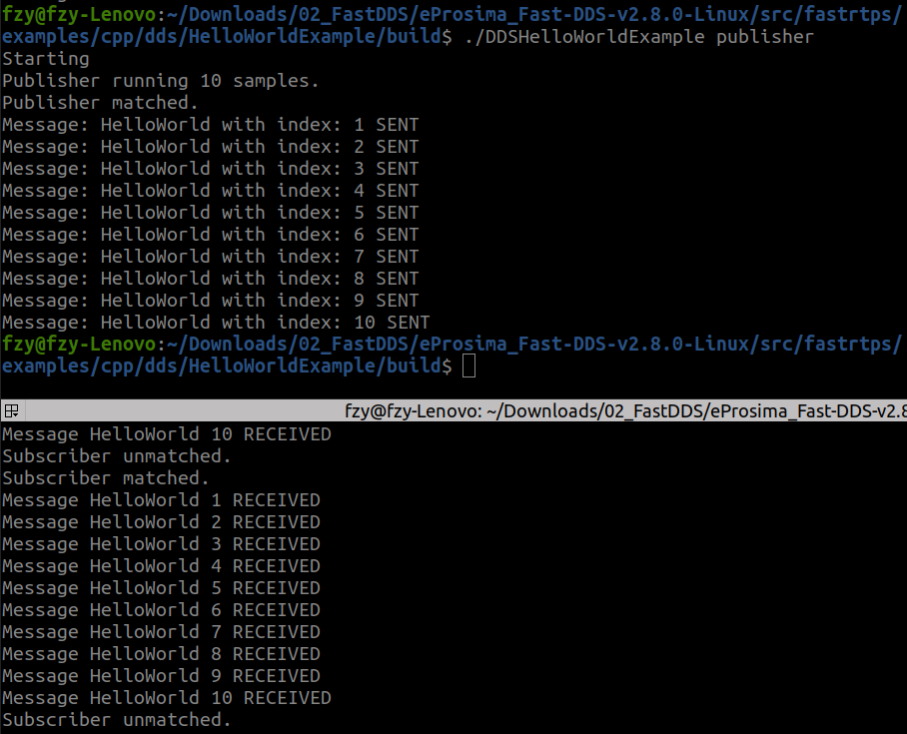 fzy@fzy-Lenovo:~/Downloads/02_FastDDS/eProsima_Fast-DDS-v2.8.0-Linux/src/fastrtps/
examples/cpp/dds/HelloWorldExample/build$ ./DDSHelloWorldExample publisher
Starting
Publisher running 10 samples.
Publisher matched.
Message: HelloWorld with index: 1 SENT
Message: HelloWorld with index: 2 SENT
Message: HelloWorld with index: 3 SENT
Message: HelloWorld with index: 4 SENT
Message: HelloWorld with index: 5 SENT
Message: HelloWorld with index: 6 SENT
Message: HelloWorld with index: 7 SENT
Message: HelloWorld with index: 8 SENT
Message: HelloWorld with index: 9 SENT
Message: HelloWorld with index: 10 SENT
fzy@fzy-Lenovo:~/Downloads/02_FastDDS/eProsima_Fast-DDS-v2.8.0-Linux/src/fastrtps/
examples/cpp/dds/HelloWorldExample/build$
fzy@fzy-Lenovo: ~/Downloads/02_FastDDS/eProsima_Fast-DDS-v2.8
Message HelloWorld 10 RECEIVED
Subscriber unmatched.
Subscriber matched.
Message HelloWorld 1 RECEIVED
Message HelloWorld 2 RECEIVED
Message HelloWorld 3 RECEIVED
Message HelloWorld 4 RECEIVED
Message HelloWorld 5 RECEIVED
Message HelloWorld 6 RECEIVED
Message HelloWorld 7 RECEIVED
Message HelloWorld 8 RECEIVED
Message HelloWorld 9 RECEIVED
Message HelloWorld 10 RECEIVED
Subscriber unmatched.